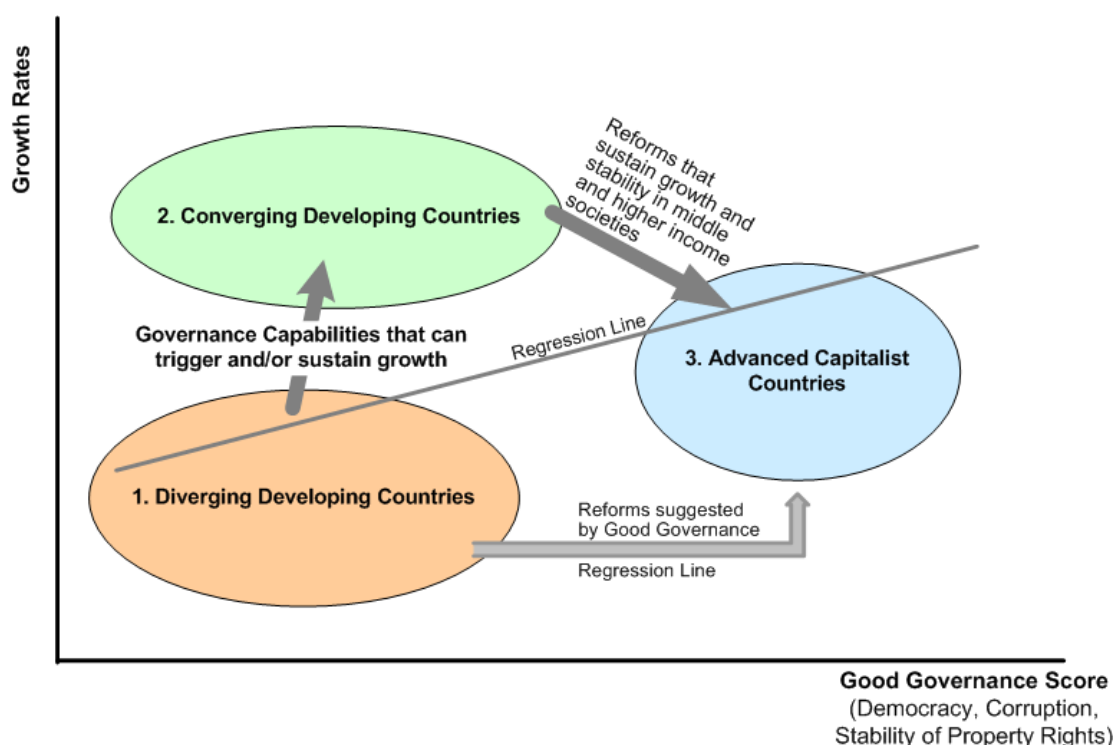 Growth Rates
Reforms that
sustain growth and
stability in middle
and higher income
societies
2. Converging Developing Countries
Governance Capabilities that can
trigger and/or sustain growth
Regression Line
3. Advanced Capitalist
Countries
1. Diverging Developing Countries
Reforms suggested
by Good Governance
Regression Line
Good Governance Score
(Democracy, Corruption,
Stability of Property Rights)